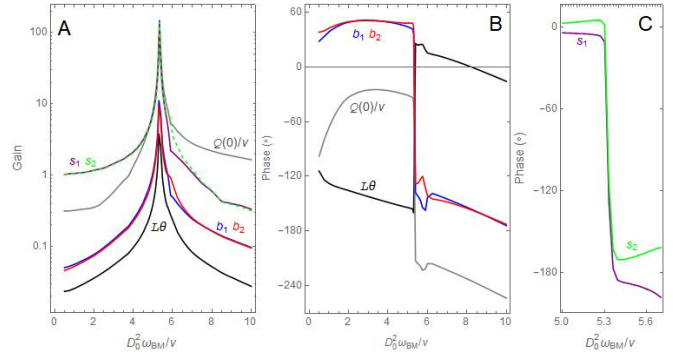 A
Gain
100
10
1
0.1
s1 s2
Q(0)/ν
b1 b2
Lθ
0 2 4 6 8 10
D0²ωBM/ν
B
Phase (∘)
60
0
-60
-120
-180
-240
b1 b2
Q(0)/ν
Lθ
0 2 4 6 8 10
D0²ωBM/ν
C
Phase (∘)
0
-60
-120
-180
s1
s2
5.0 5.3 5.6
D0²ωBM/ν